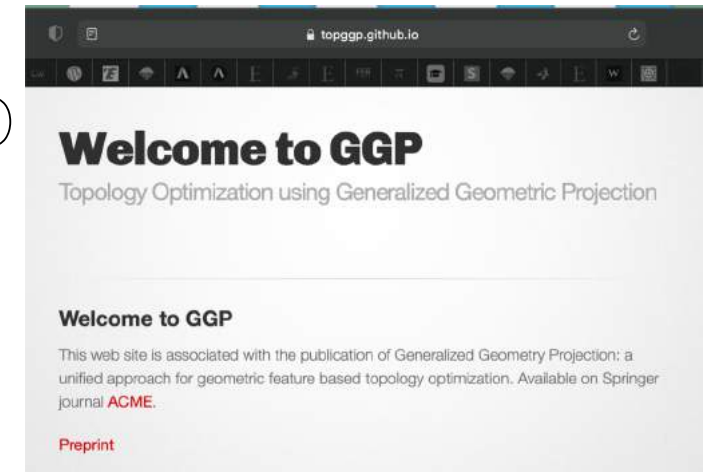 topggp.github.io
Welcome to GGP
Topology Optimization using Generalized Geometric Projection
Welcome to GGP
This web site is associated with the publication of Generalized Geometry Projection: a
unified approach for geometric feature based topology optimization. Available on Springer
journal ACME.
Preprint